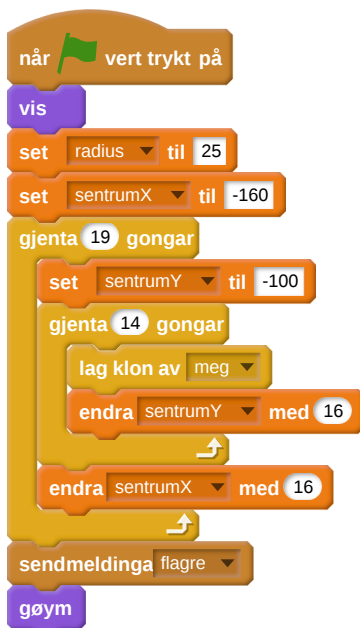 når vert trykt på
vis
set radius til 25
set sentrumX til -160
gjenta 19 gongar
set sentrumY til -100
gjenta 14 gongar
lag klon av meg
endra sentrumY med 16
endra sentrumX med 16
sendmeldinga flagre
gøym